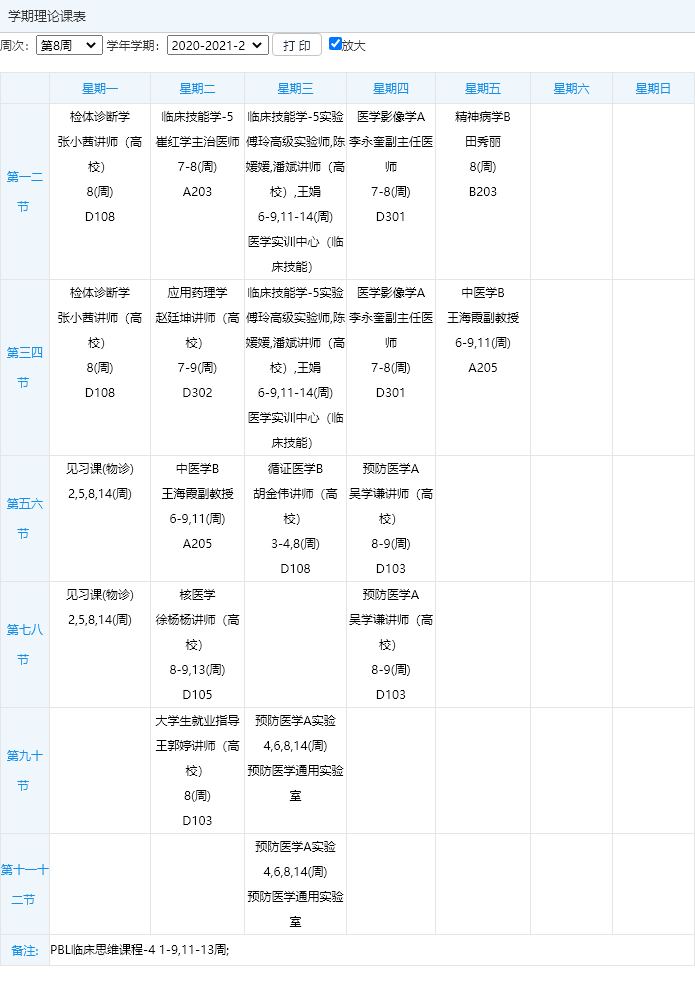 学期理论课表
周次: 第8周 学年学期: 2020-2021-2 打 印 放大
星期一 星期二 星期三 星期四 星期五 星期六 星期日
第一二
节
检体诊断学
张小茜讲师（高
校）
8(周)
D108
临床技能学-5
崔红学主治医师
7-8(周)
A203
临床技能学-5实验
傅玲高级实验师,陈
媛媛,潘斌讲师（高
校）,王娟
6-9,11-14(周)
医学实训中心（临
床技能）
医学影像学A
李永奎副主任医
师
7-8(周)
D301
精神病学B
田秀丽
8(周)
B203
第三四
节
检体诊断学
张小茜讲师（高
校）
8(周)
D108
应用药理学
赵廷坤讲师（高
校）
7-9(周)
D302
临床技能学-5实验
傅玲高级实验师,陈
媛媛,潘斌讲师（高
校）,王娟
6-9,11-14(周)
医学实训中心（临
床技能）
医学影像学A
李永奎副主任医
师
7-8(周)
D301
中医学B
王海霞副教授
6-9,11(周)
A205
第五六
节
见习课(物诊)
2,5,8,14(周)
中医学B
王海霞副教授
6-9,11(周)
A205
循证医学B
胡金伟讲师（高
校）
3-4,8(周)
D108
预防医学A
吴学谦讲师（高
校）
8-9(周)
D103
第七八
节
见习课(物诊)
2,5,8,14(周)
核医学
徐杨杨讲师（高
校）
8-9,13(周)
D105
预防医学A
吴学谦讲师（高
校）
8-9(周)
D103
第九十
节
大学生就业指导
王郭婷讲师（高
校）
8(周)
D103
预防医学A实验
4,6,8,14(周)
预防医学通用实验
室
第十一十
二节
预防医学A实验
4,6,8,14(周)
预防医学通用实验
室
备注: PBL临床思维课程-4 1-9,11-13周;